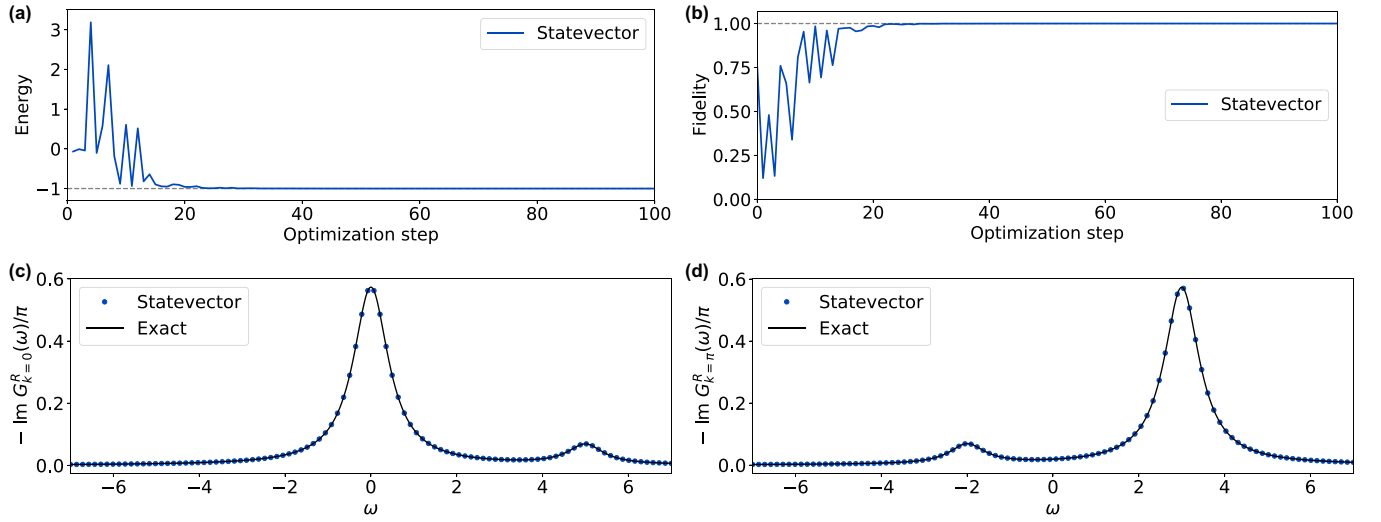 (a)
3
2
1
0
−1
Energy
Statevector
0 20 40 60 80 100
Optimization step
(b)
1.00
0.75
0.50
0.25
0.00
Fidelity
Statevector
0 20 40 60 80 100
Optimization step
(c)
0.6
0.4
0.2
0.0
− Im G^R_{k=0}(ω)/π
Statevector
Exact
−6 −4 −2 0 2 4 6
ω
(d)
0.6
0.4
0.2
0.0
− Im G^R_{k=π}(ω)/π
Statevector
Exact
−6 −4 −2 0 2 4 6
ω